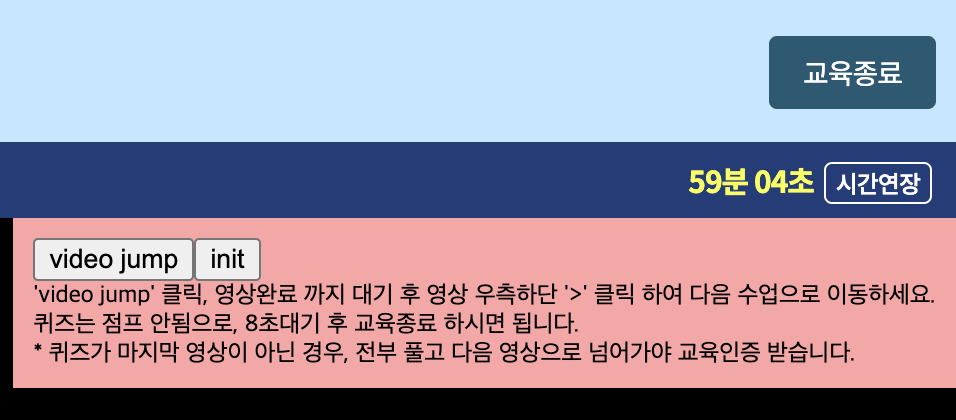 교육종료
59분 04초 시간연장
video jump init
'video jump' 클릭, 영상완료 까지 대기 후 영상 우측하단 '>' 클릭 하여 다음 수업으로 이동하세요.
퀴즈는 점프 안됨으로, 8초대기 후 교육종료 하시면 됩니다.
* 퀴즈가 마지막 영상이 아닌 경우, 전부 풀고 다음 영상으로 넘어가야 교육인증 받습니다.